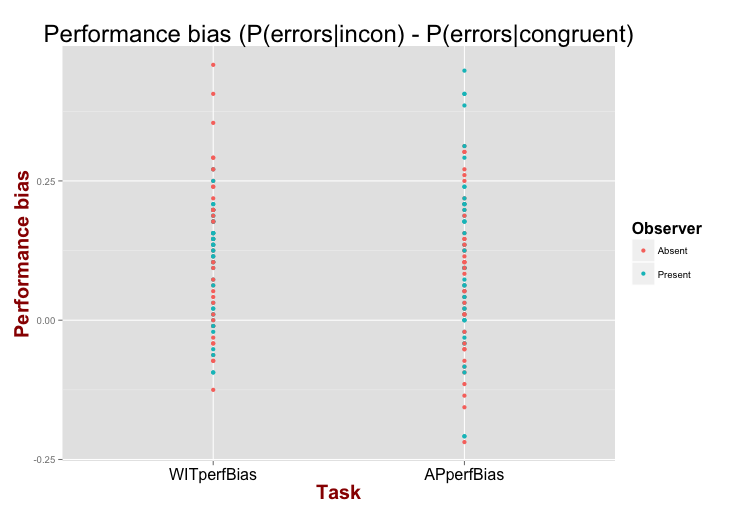 Performance bias (P(errors|incon) - P(errors|congruent)
Performance bias
0.25
0.00
-0.25
WITperfBias APperfBias
Task
Observer
Absent
Present